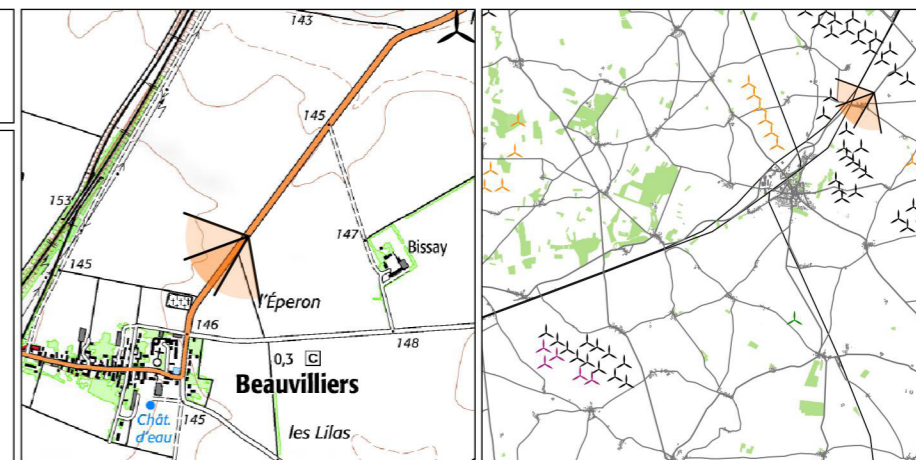 143
145
153
147
Bissay
145
l'Éperon
146
148
0,3 C
Beauvilliers
Chât.
d'eau
145
les Lilas